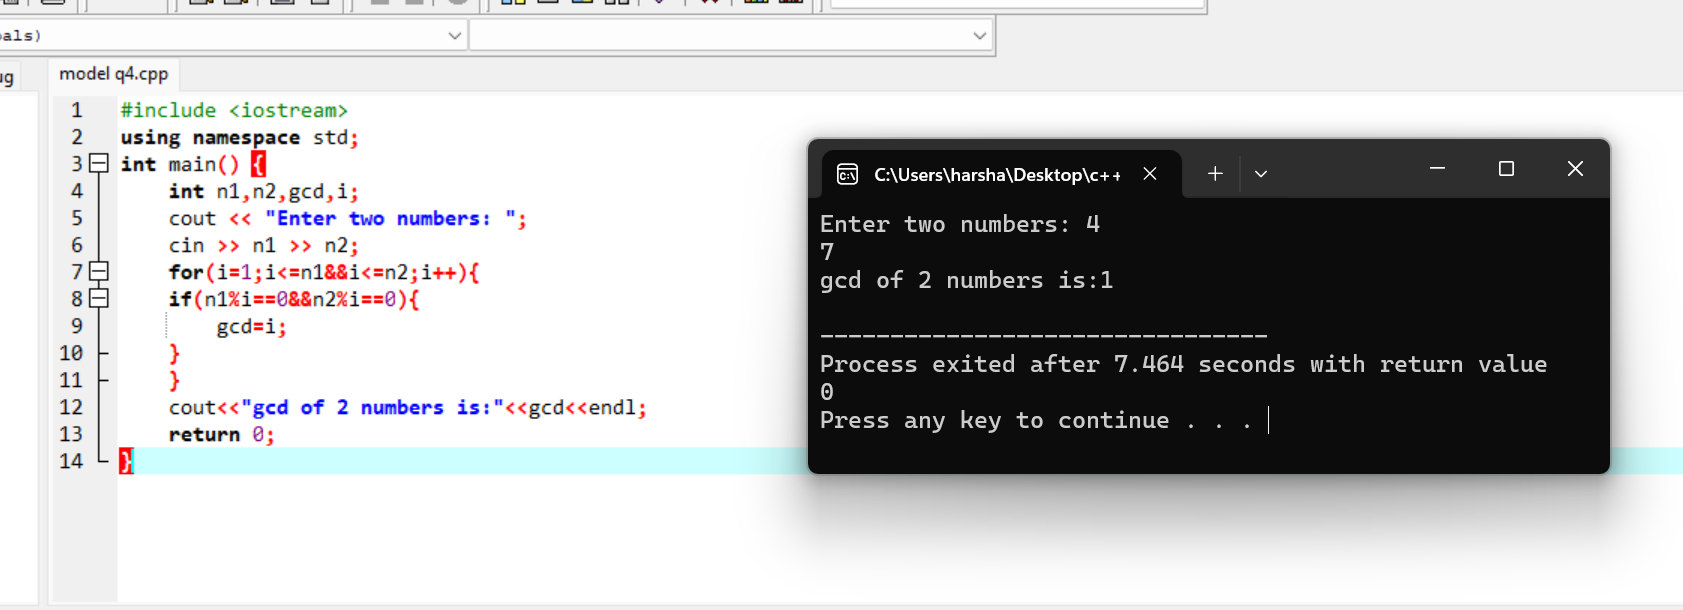 als)
ug
model q4.cpp
1 #include <iostream>
2 using namespace std;
3 int main() {
4 int n1,n2,gcd,i;
5 cout << "Enter two numbers: ";
6 cin >> n1 >> n2;
7 for(i=1;i<=n1&&i<=n2;i++){
8 if(n1%i==0&&n2%i==0){
9 gcd=i;
10 }
11 }
12 cout<<"gcd of 2 numbers is:"<<gcd<<endl;
13 return 0;
14 }
C:\Users\harsha\Desktop\c++
Enter two numbers: 4
7
gcd of 2 numbers is:1
--------------------------------
Process exited after 7.464 seconds with return value
0
Press any key to continue . . .